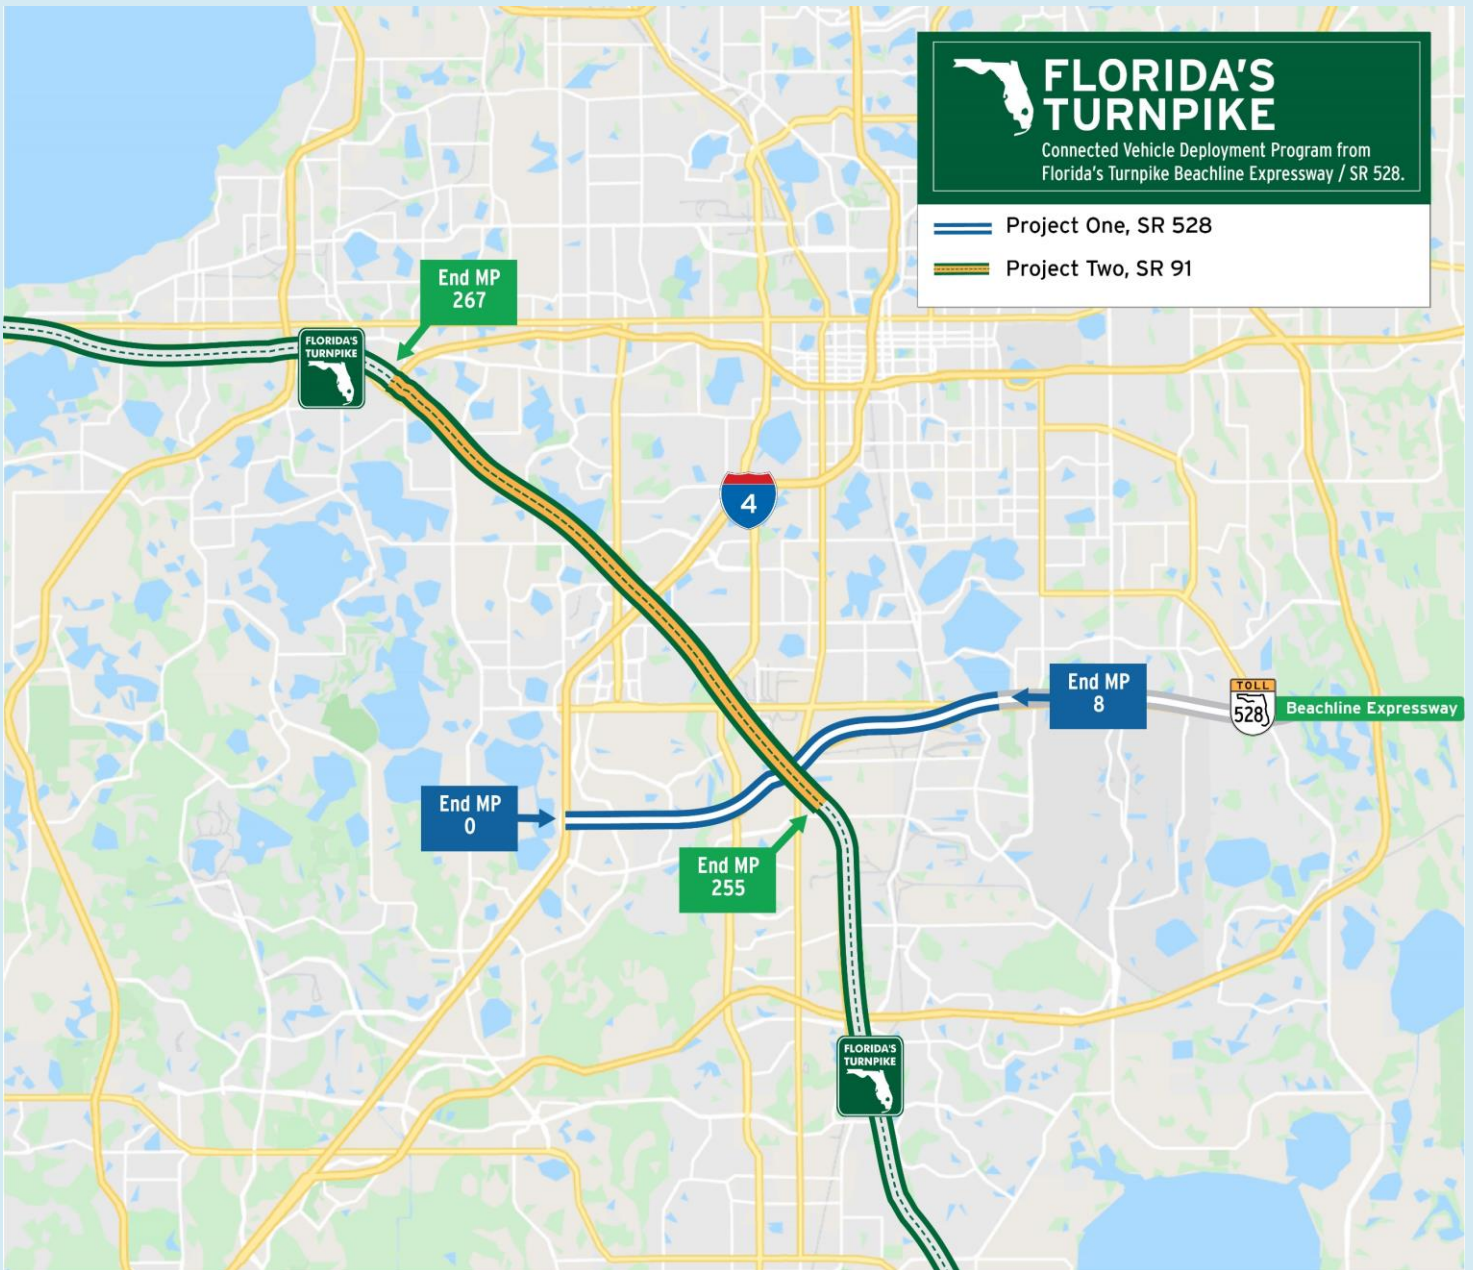 FLORIDA'S
TURNPIKE
Connected Vehicle Deployment Program from
Florida's Turnpike Beachline Expressway / SR 528.
Project One, SR 528
Project Two, SR 91
End MP
267
FLORIDA'S
TURNPIKE
4
End MP
8
TOLL
528
Beachline Expressway
End MP
0
End MP
255
FLORIDA'S
TURNPIKE